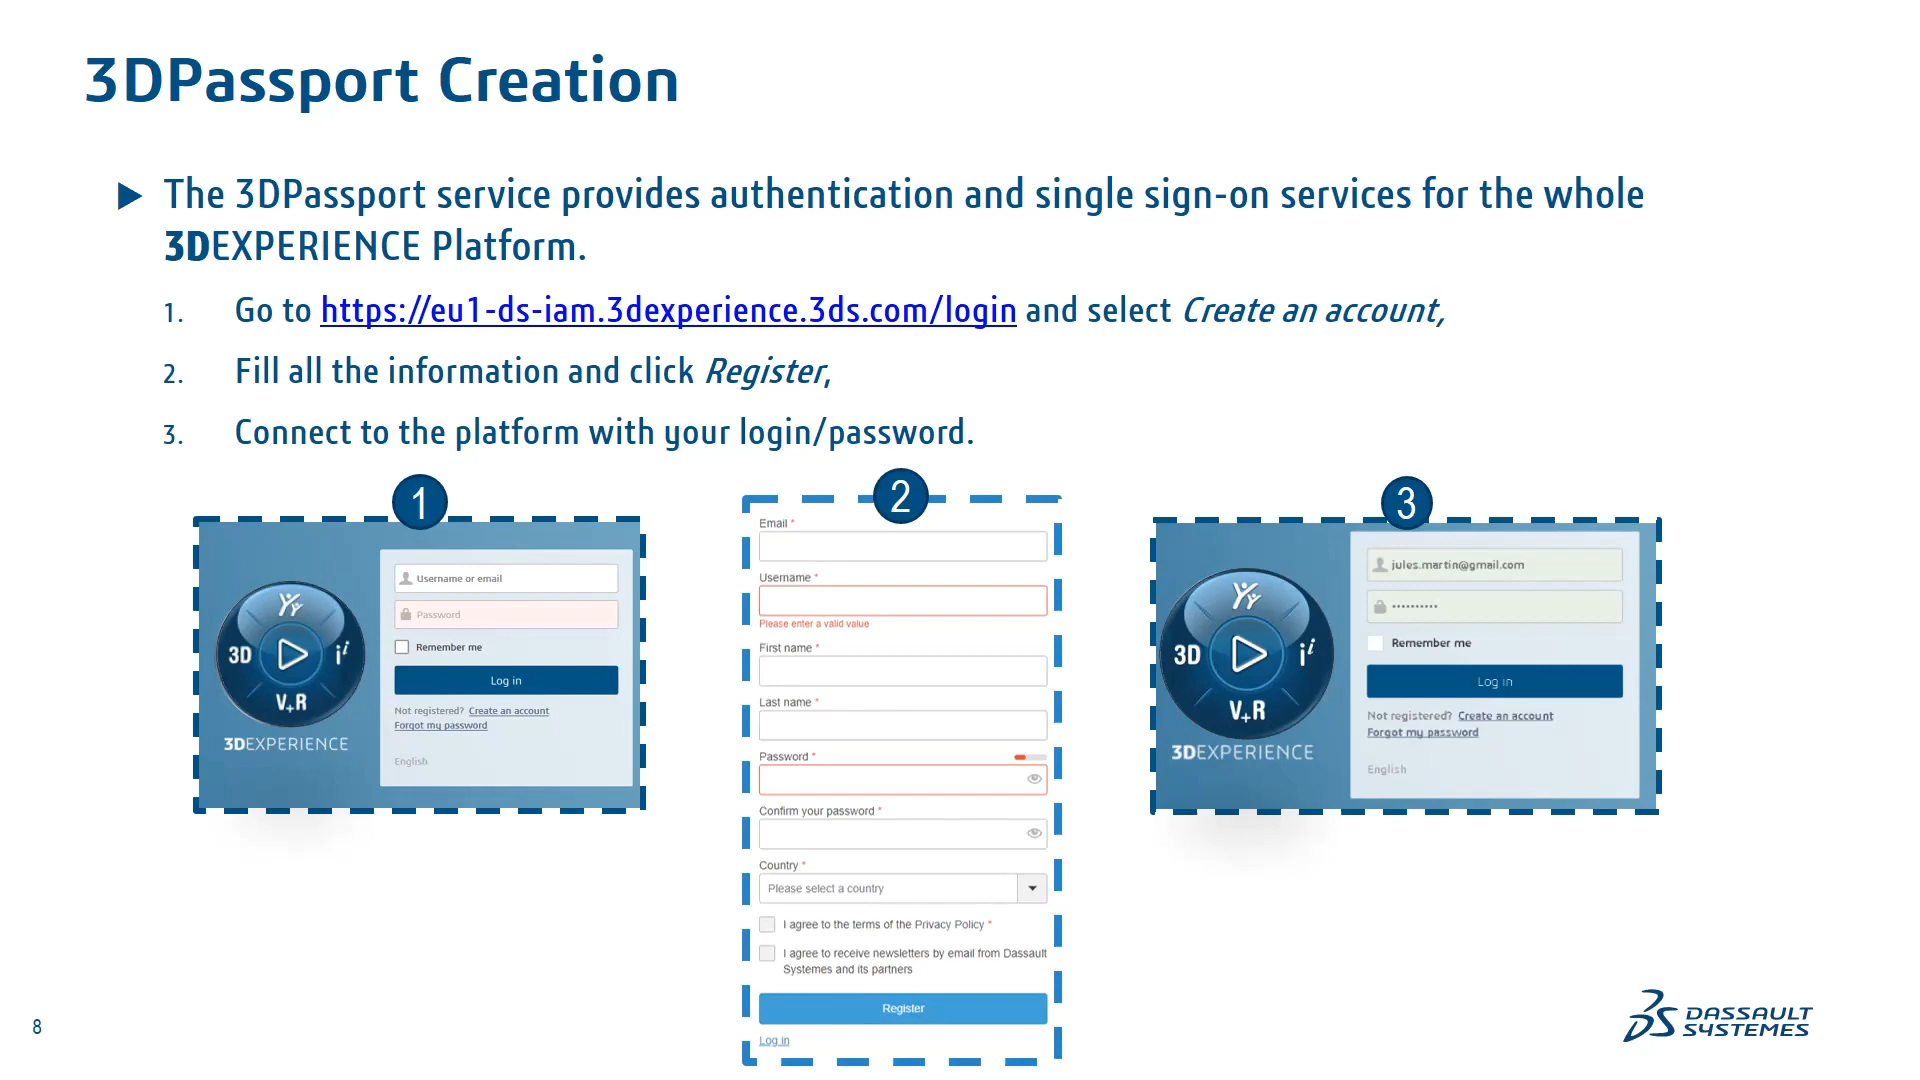 3DPassport Creation
The 3DPassport service provides authentication and single sign-on services for the whole
3DEXPERIENCE Platform.
1. Go to https://eu1-ds-iam.3dexperience.3ds.com/login and select Create an account,
2. Fill all the information and click Register,
3. Connect to the platform with your login/password.
1
Username or email
Password
Remember me
Log in
Not registered? Create an account
Forgot my password
English
3D
i i
V+R
3DEXPERIENCE
2
Email *
Username *
Please enter a valid value
First name *
Last name *
Password *
Confirm your password *
Country *
Please select a country
I agree to the terms of the Privacy Policy *
I agree to receive newsletters by email from Dassault
Systemes and its partners
Register
Log in
3
jules.martin@gmail.com
••••••••••
Remember me
Log in
Not registered? Create an account
Forgot my password
English
3D
i i
V+R
3DEXPERIENCE
8
3DS DASSAULT
SYSTEMES